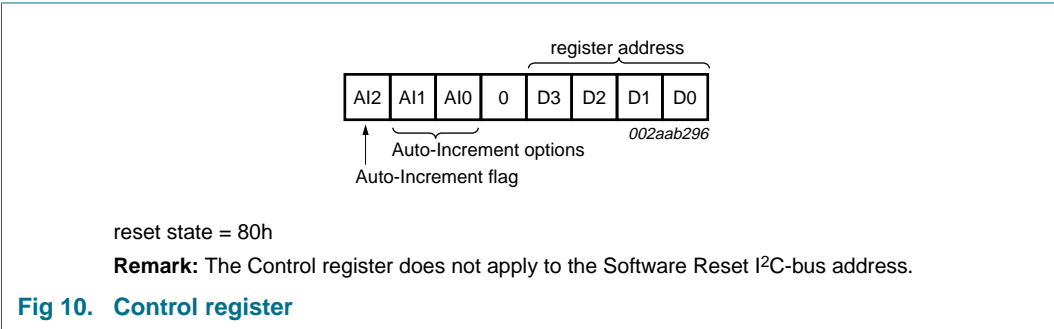 register address
AI2 AI1 AI0 0 D3 D2 D1 D0
002aab296
Auto-Increment options
Auto-Increment flag
reset state = 80h
Remark: The Control register does not apply to the Software Reset I²C-bus address.
Fig 10. Control register